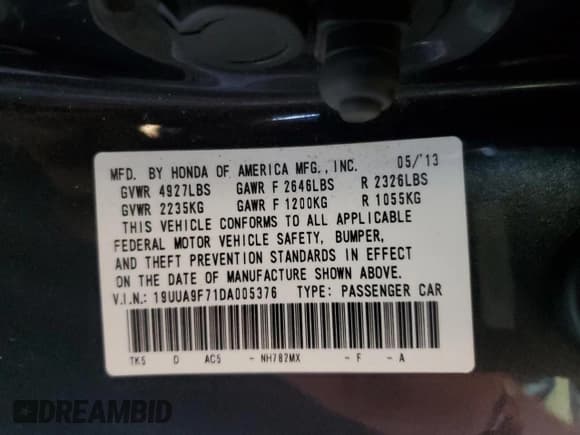 MFD. BY HONDA OF AMERICA MFG., INC. 05/'13
GVWR 4927LBS GAWR F 2646LBS R 2326LBS
GVWR 2235KG GAWR F 1200KG R 1055KG
THIS VEHICLE CONFORMS TO ALL APPLICABLE
FEDERAL MOTOR VEHICLE SAFETY, BUMPER,
AND THEFT PREVENTION STANDARDS IN EFFECT
ON THE DATE OF MANUFACTURE SHOWN ABOVE.
V.I.N.: 19UUA9F71DA005376 TYPE: PASSENGER CAR
TK5 D AC5 - NH782MX - F - A
DREAMBID